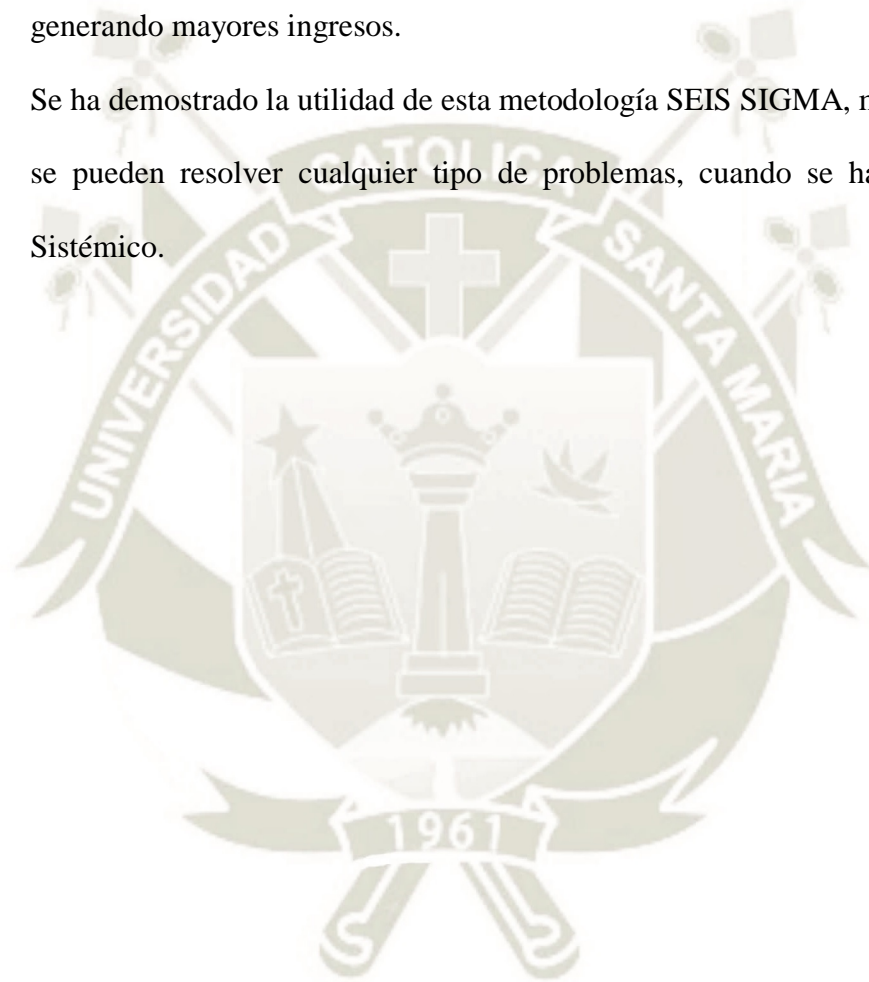 generando mayores ingresos.
Se ha demostrado la utilidad de esta metodología SEIS SIGMA,
se pueden resolver cualquier tipo de problemas, cuando se
Sistémico.
UNIVERSIDAD CATOLICA SANTA MARIA
1961